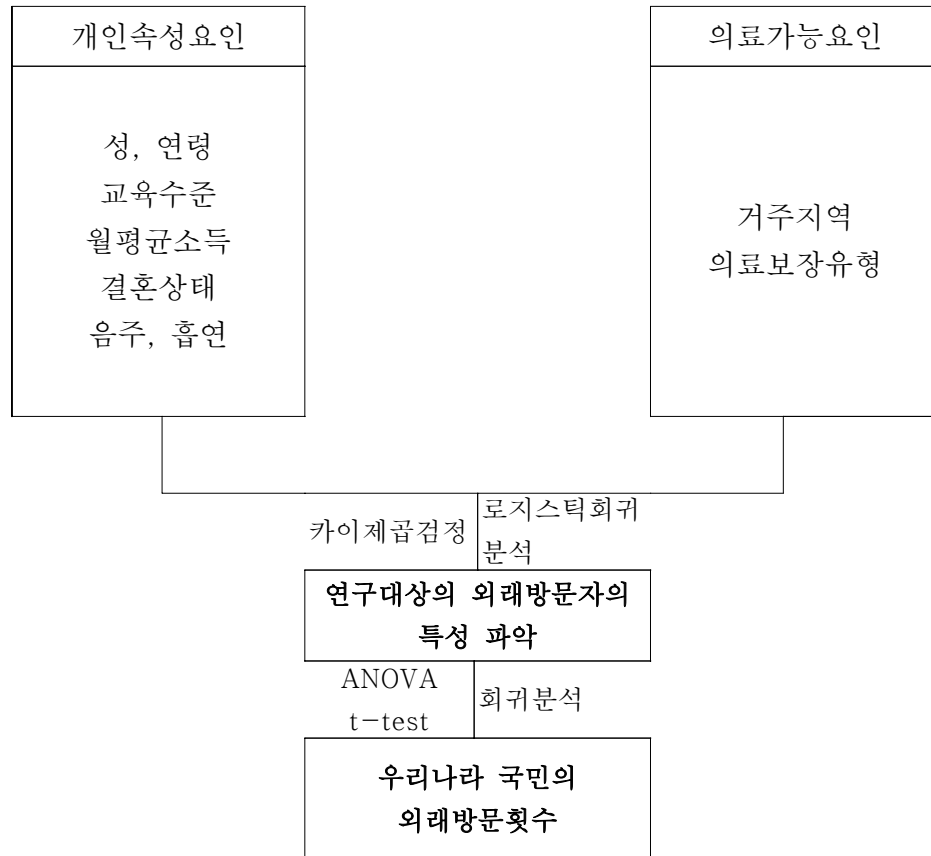 개인속성요인
성, 연령
교육수준
월평균소득
결혼상태
음주, 흡연
의료가능요인
거주지역
의료보장유형
카이제곱검정
로지스틱회귀
분석
연구대상의 외래방문자의
특성 파악
ANOVA
t-test
회귀분석
우리나라 국민의
외래방문횟수